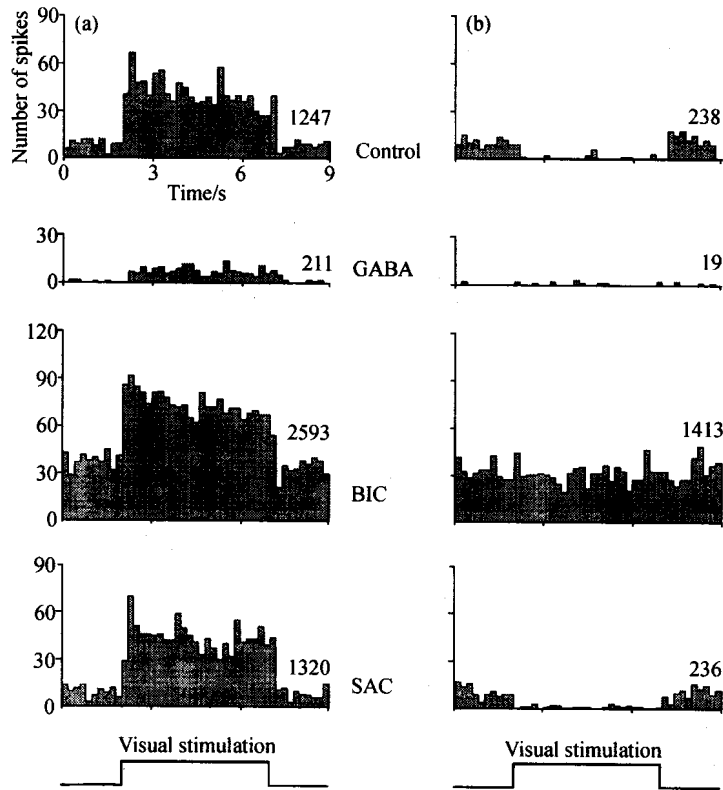 (a)
(b)
Number of spikes
90
60
30
0
1247
238
Control
0
3
6
9
Time/s
30
0
211
GABA
19
120
90
60
30
0
2593
BIC
1413
90
60
30
0
1320
SAC
236
Visual stimulation
Visual stimulation